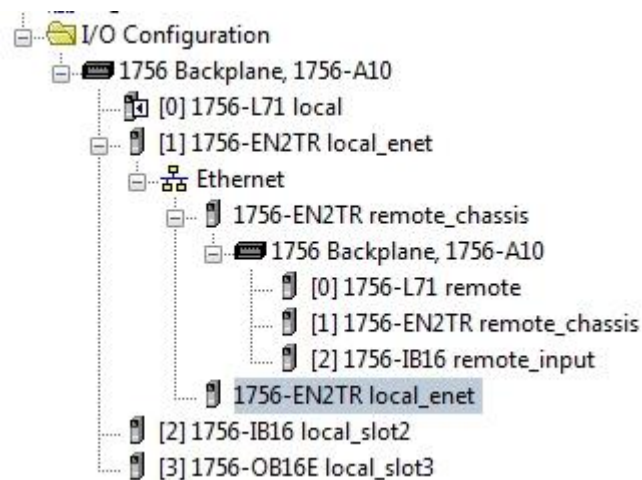 I/O Configuration
1756 Backplane, 1756-A10
[0] 1756-L71 local
[1] 1756-EN2TR local_enet
Ethernet
1756-EN2TR remote_chassis
1756 Backplane, 1756-A10
[0] 1756-L71 remote
[1] 1756-EN2TR remote_chassis
[2] 1756-IB16 remote_input
1756-EN2TR local_enet
[2] 1756-IB16 local_slot2
[3] 1756-OB16E local_slot3